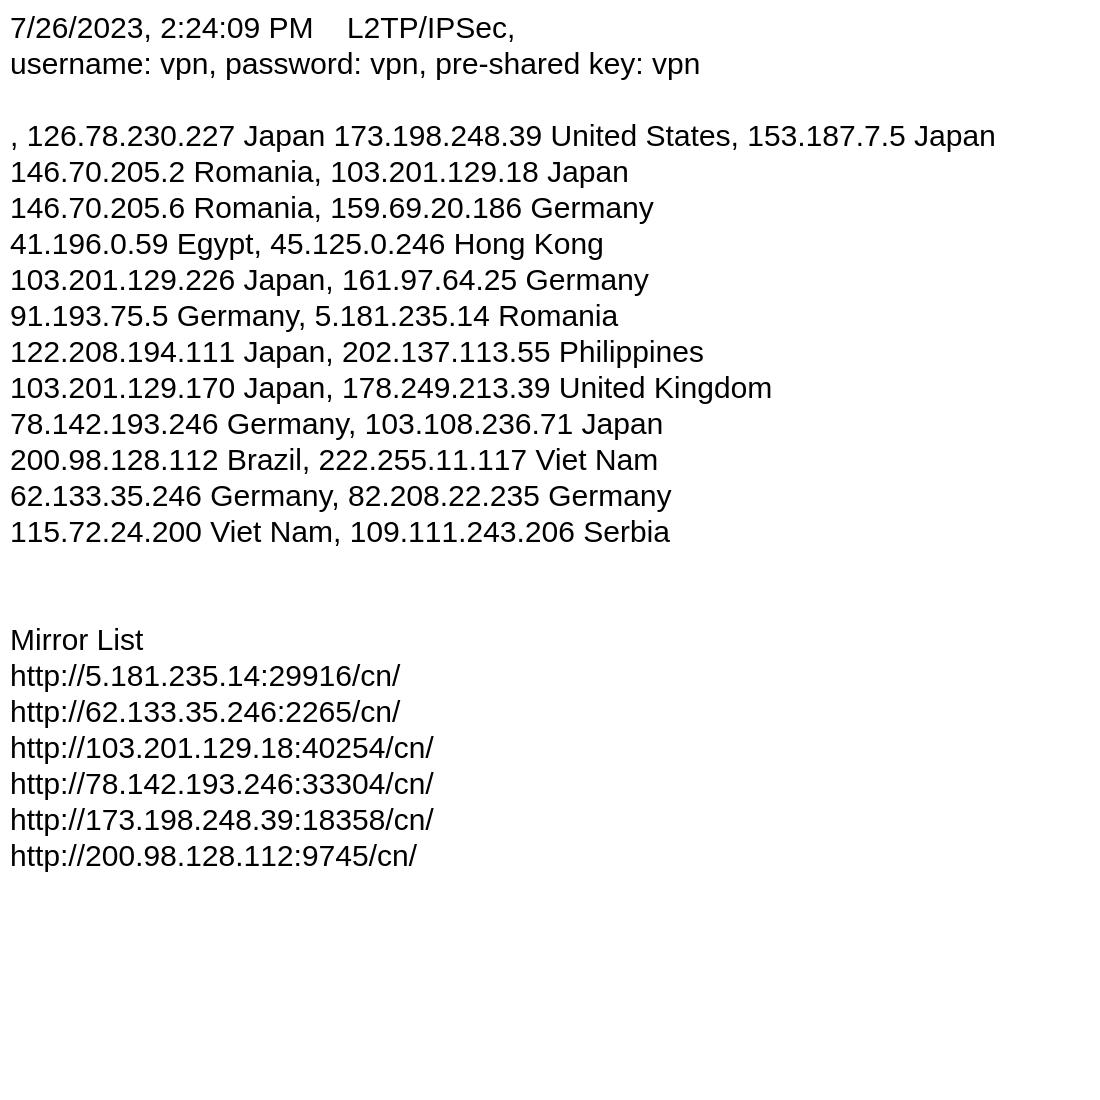 7/26/2023, 2:24:09 PM    L2TP/IPSec,
username: vpn, password: vpn, pre-shared key: vpn
, 126.78.230.227 Japan 173.198.248.39 United States, 153.187.7.5 Japan
146.70.205.2 Romania, 103.201.129.18 Japan
146.70.205.6 Romania, 159.69.20.186 Germany
41.196.0.59 Egypt, 45.125.0.246 Hong Kong
103.201.129.226 Japan, 161.97.64.25 Germany
91.193.75.5 Germany, 5.181.235.14 Romania
122.208.194.111 Japan, 202.137.113.55 Philippines
103.201.129.170 Japan, 178.249.213.39 United Kingdom
78.142.193.246 Germany, 103.108.236.71 Japan
200.98.128.112 Brazil, 222.255.11.117 Viet Nam
62.133.35.246 Germany, 82.208.22.235 Germany
115.72.24.200 Viet Nam, 109.111.243.206 Serbia
Mirror List
http://5.181.235.14:29916/cn/
http://62.133.35.246:2265/cn/
http://103.201.129.18:40254/cn/
http://78.142.193.246:33304/cn/
http://173.198.248.39:18358/cn/
http://200.98.128.112:9745/cn/